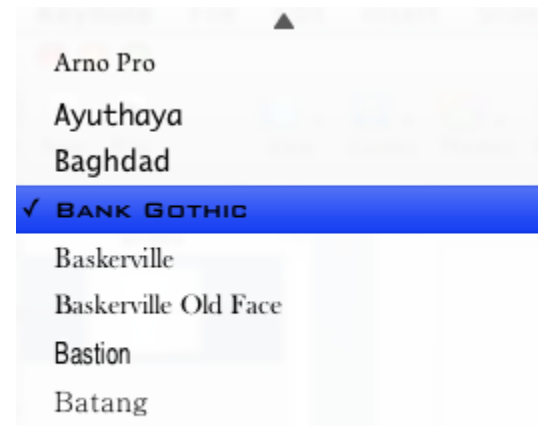 Arno Pro
Ayuthaya
Baghdad
✓ Bank Gothic
Baskerville
Baskerville Old Face
Bastion
Batang